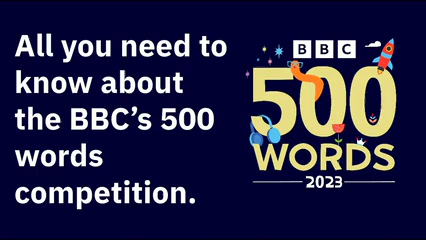 All you need to
know about
the BBC's 500
words
competition.
BBC
500
WORDS
2023